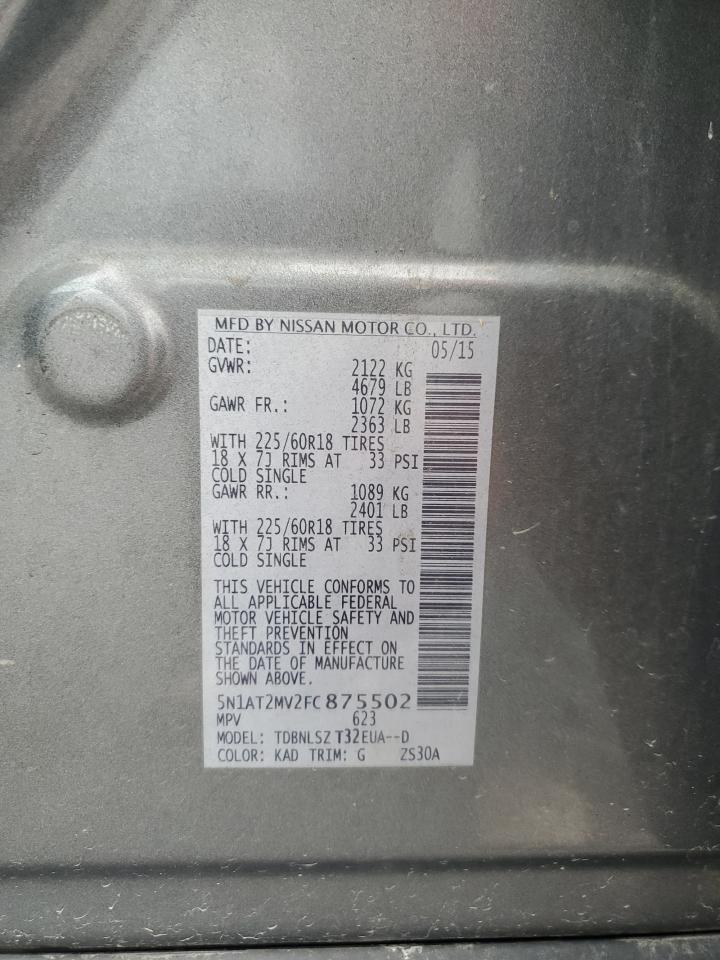 MFD BY NISSAN MOTOR CO., LTD.
DATE: 05/15
GVWR: 2122 KG
4679 LB
GAWR FR.: 1072 KG
2363 LB
WITH 225/60R18 TIRES
18 X 7J RIMS AT 33 PSI
COLD SINGLE
GAWR RR.: 1089 KG
2401 LB
WITH 225/60R18 TIRES
18 X 7J RIMS AT 33 PSI
COLD SINGLE
THIS VEHICLE CONFORMS TO
ALL APPLICABLE FEDERAL
MOTOR VEHICLE SAFETY AND
THEFT PREVENTION
STANDARDS IN EFFECT ON
THE DATE OF MANUFACTURE
SHOWN ABOVE.
5N1AT2MV2FC875502
MPV 623
MODEL: TDBNLSZ T32EUA--D
COLOR: KAD TRIM: G ZS30A